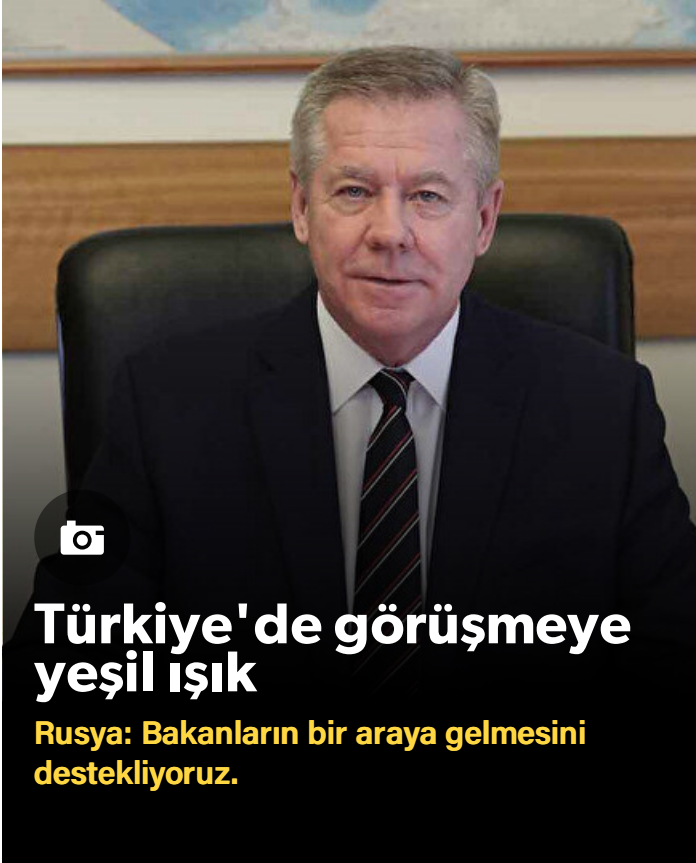 Türkiye'de görüşmeye
yeşil ışık
Rusya: Bakanların bir araya gelmesini
destekliyoruz.